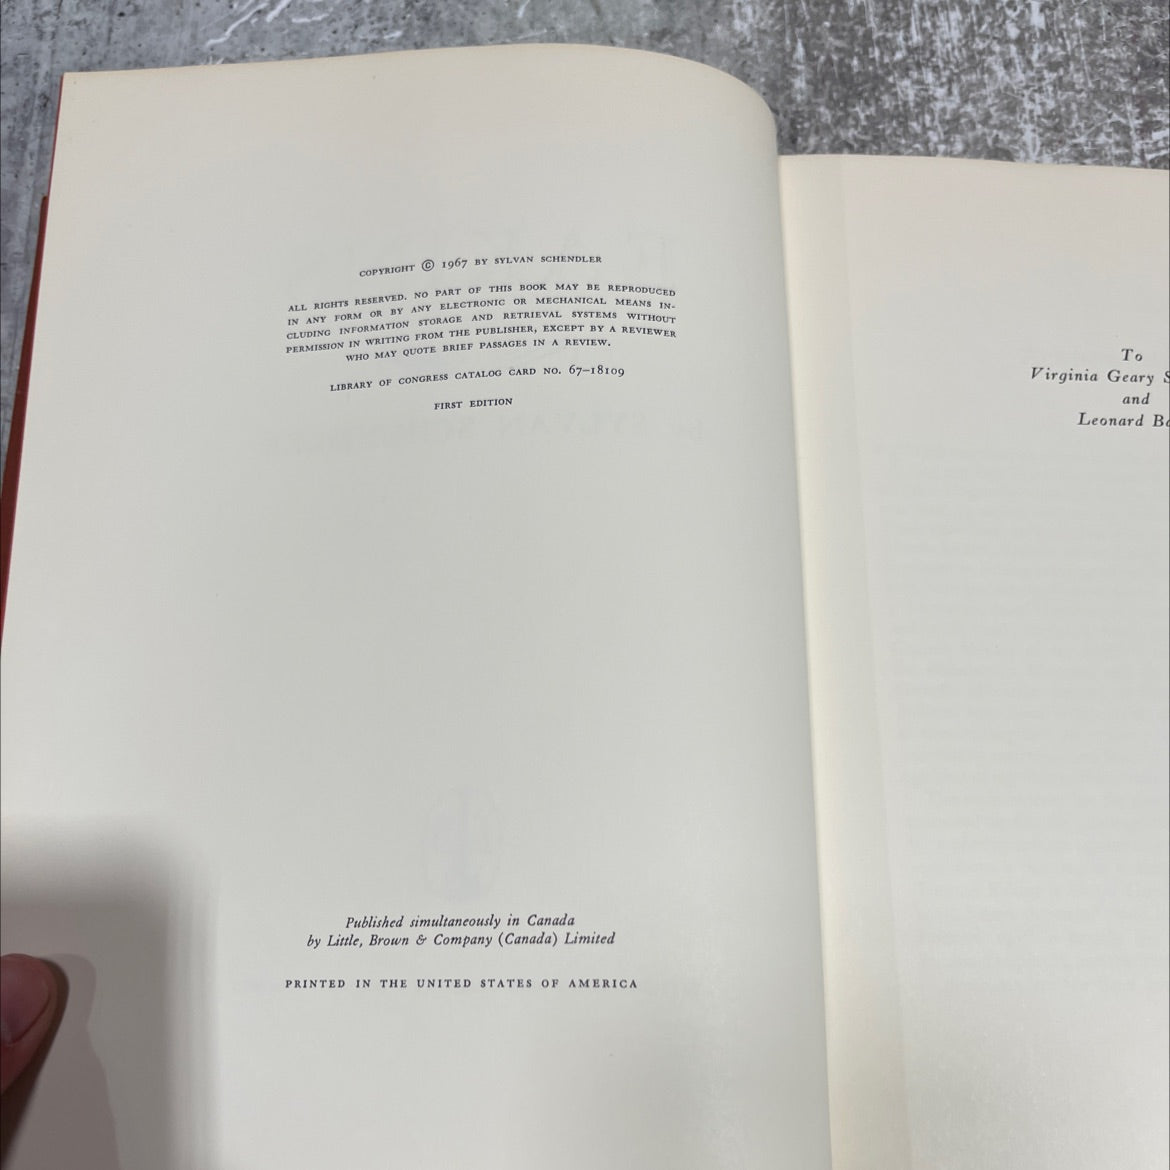 COPYRIGHT © 1967 BY SYLVAN SCHENDLER
ALL RIGHTS RESERVED. NO PART OF THIS BOOK MAY BE REPRODUCED
IN ANY FORM OR BY ANY ELECTRONIC OR MECHANICAL MEANS IN-
CLUDING INFORMATION STORAGE AND RETRIEVAL SYSTEMS WITHOUT
PERMISSION IN WRITING FROM THE PUBLISHER, EXCEPT BY A REVIEWER
WHO MAY QUOTE BRIEF PASSAGES IN A REVIEW.
LIBRARY OF CONGRESS CATALOG CARD NO. 67–18109
FIRST EDITION
Published simultaneously in Canada
by Little, Brown & Company (Canada) Limited
PRINTED IN THE UNITED STATES OF AMERICA
To
Virginia Geary
and
Leonard